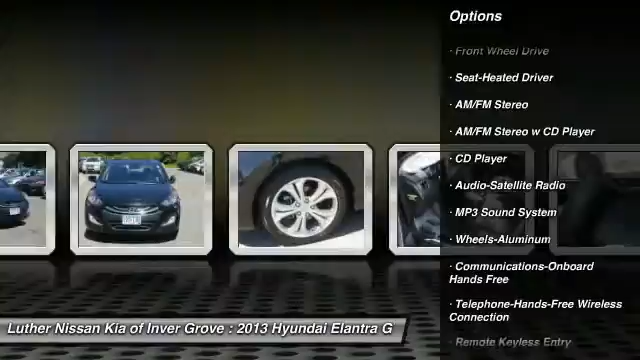 Options
· Front Wheel Drive
· Seat-Heated Driver
· AM/FM Stereo
· AM/FM Stereo w CD Player
· CD Player
· Audio-Satellite Radio
· MP3 Sound System
· Wheels-Aluminum
· Communications-Onboard
Hands Free
· Telephone-Hands-Free Wireless
Connection
· Remote Keyless Entry
Luther Nissan Kia of Inver Grove : 2013 Hyundai Elantra G